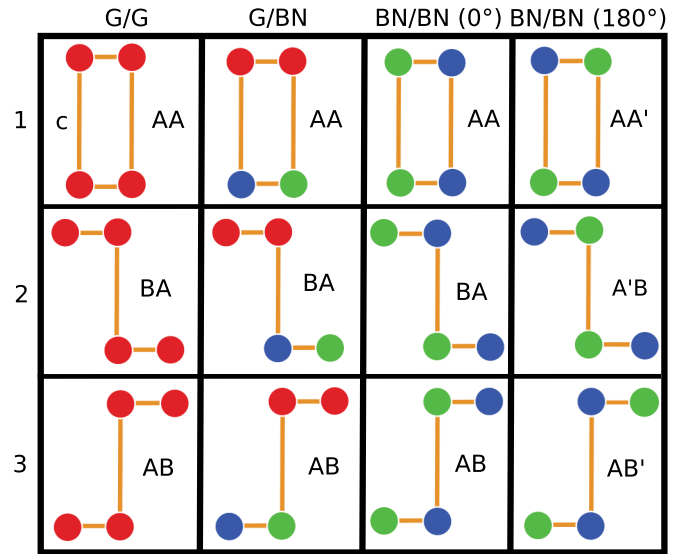 G/G G/BN BN/BN (0°) BN/BN (180°)
1 c AA AA AA AA'
2 BA BA BA A'B
3 AB AB AB AB'